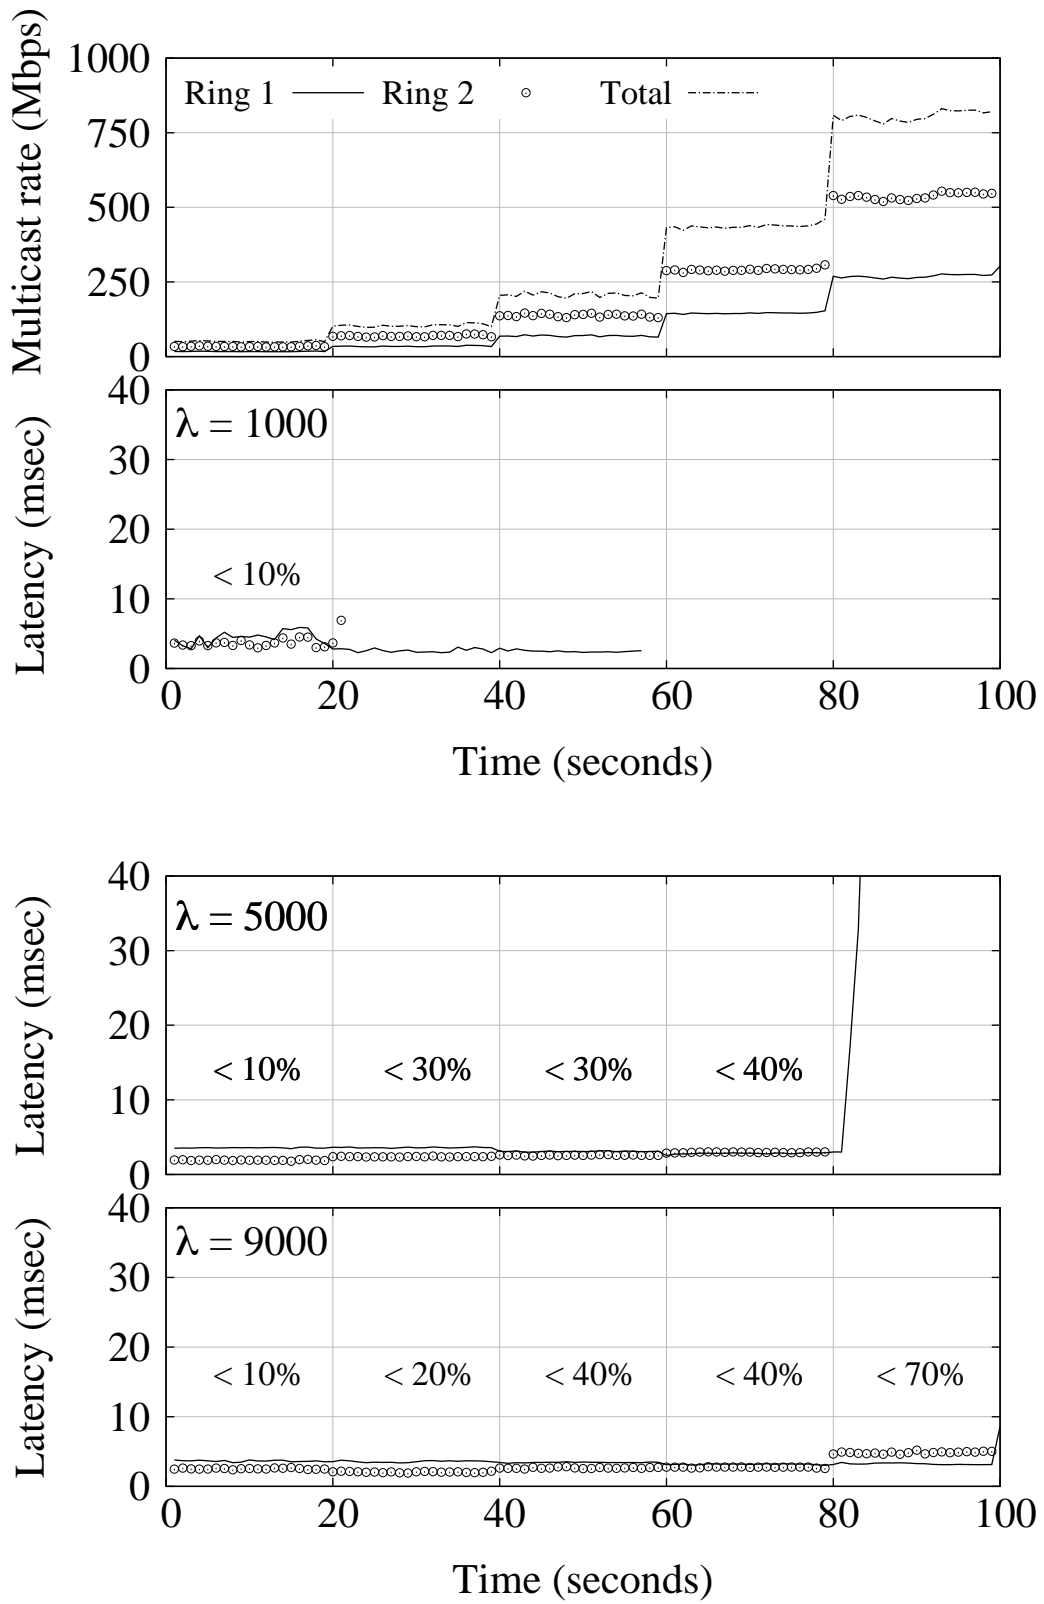 Multicast rate (Mbps)
1000
750
500
250
0
Ring 1 Ring 2 Total
Latency (msec)
40
30
20
10
0
λ = 1000
< 10%
0 20 40 60 80 100
Time (seconds)
Latency (msec)
40
30
20
10
0
λ = 5000
< 10% < 30% < 30% < 40%
Latency (msec)
40
30
20
10
0
λ = 9000
< 10% < 20% < 40% < 40% < 70%
0 20 40 60 80 100
Time (seconds)